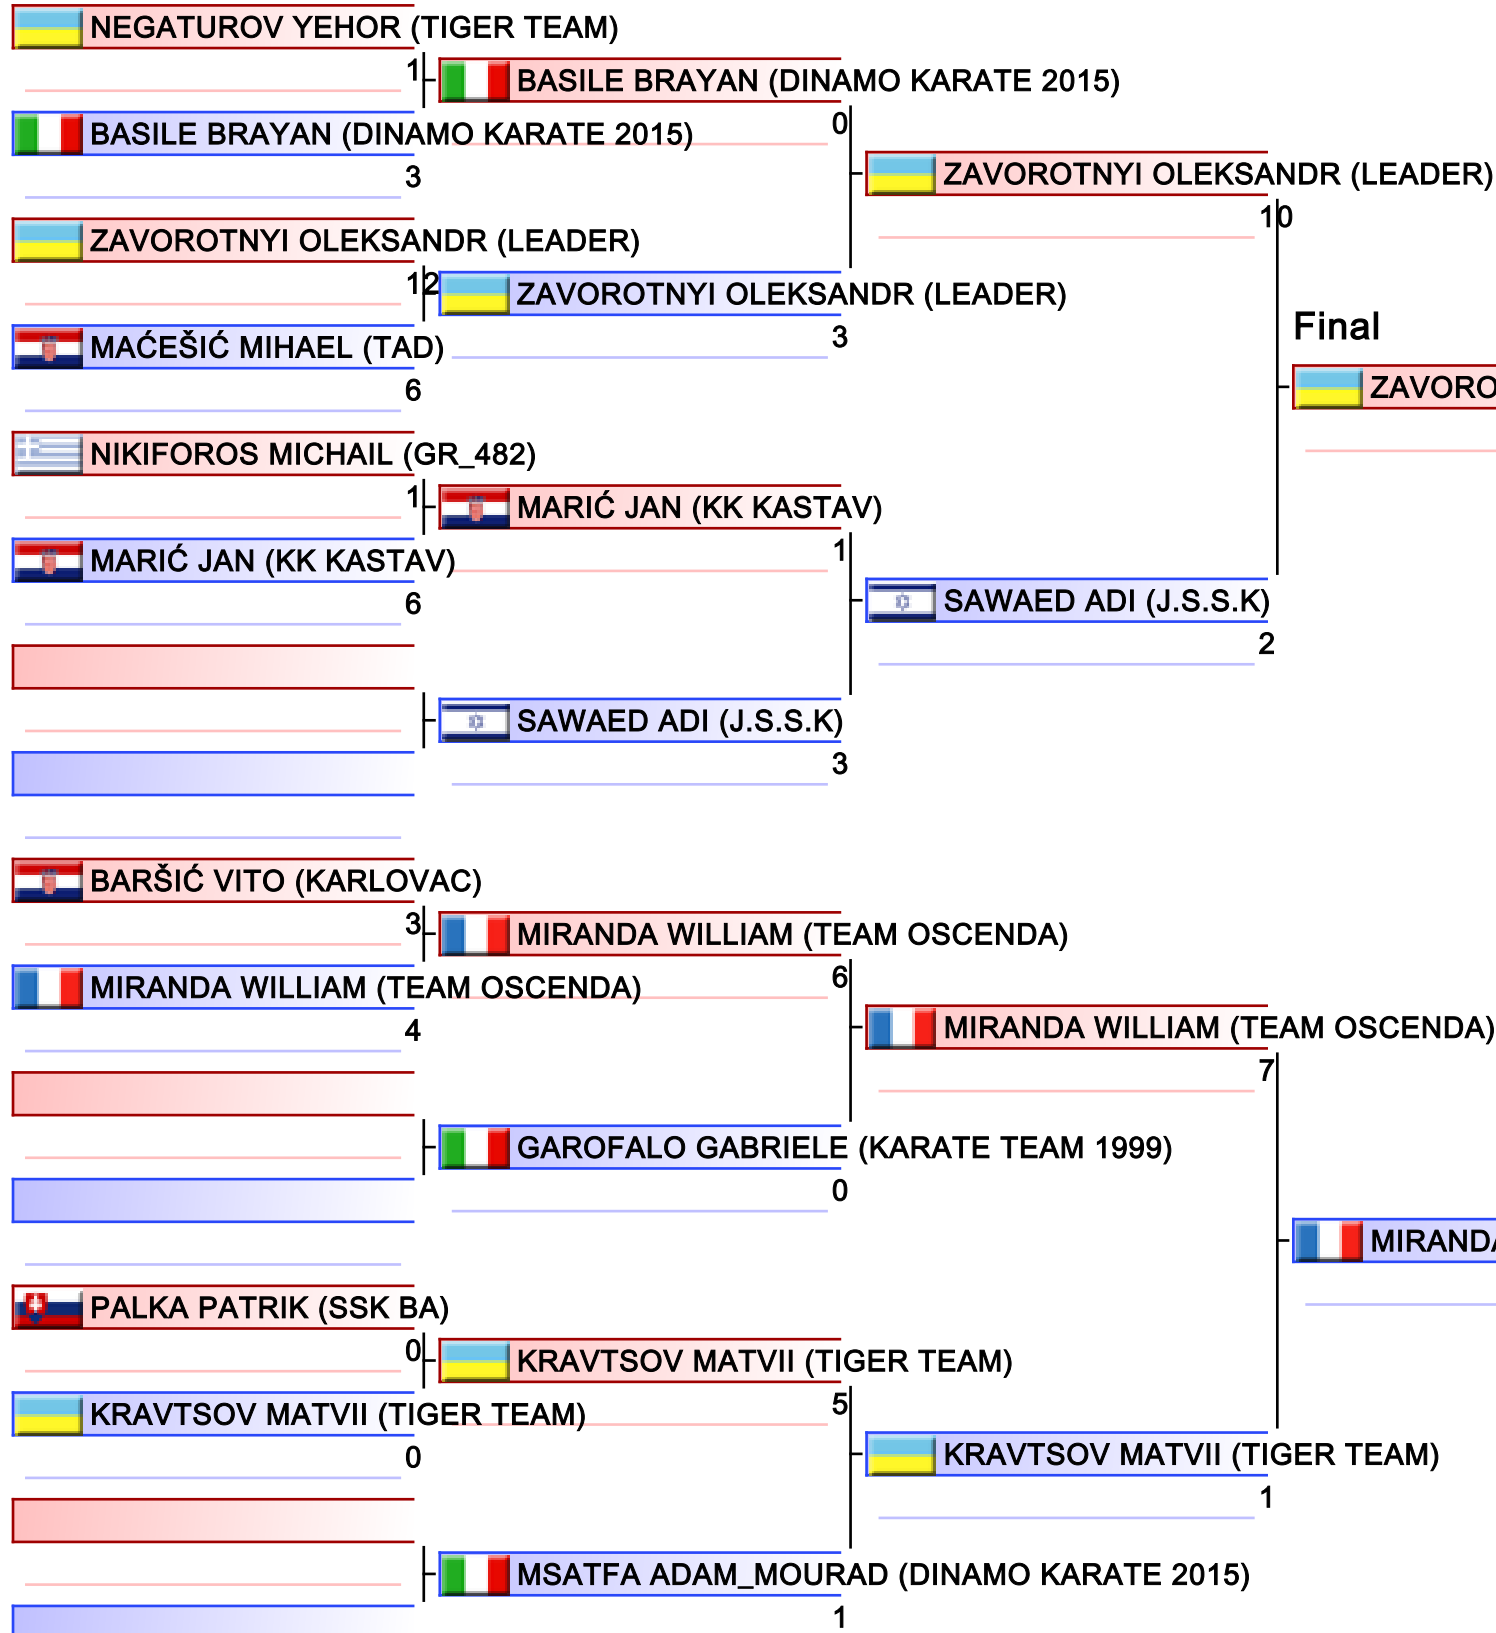 NEGATUROV YEHOR (TIGER TEAM)
1
BASILE BRAYAN (DINAMO KARATE 2015)
3
ZAVOROTNYI OLEKSANDR (LEADER)
12
MAĆEŠIĆ MIHAEL (TAD)
6
NIKIFOROS MICHAIL (GR_482)
1
MARIĆ JAN (KK KASTAV)
6
BARŠIĆ VITO (KARLOVAC)
3
MIRANDA WILLIAM (TEAM OSCENDA)
4
PALKA PATRIK (SSK BA)
0
KRAVTSOV MATVII (TIGER TEAM)
0
BASILE BRAYAN (DINAMO KARATE 2015)
0
ZAVOROTNYI OLEKSANDR (LEADER)
3
MARIĆ JAN (KK KASTAV)
1
SAWAED ADI (J.S.S.K)
3
MIRANDA WILLIAM (TEAM OSCENDA)
6
GAROFALO GABRIELE (KARATE TEAM 1999)
0
KRAVTSOV MATVII (TIGER TEAM)
5
MSATFA ADAM_MOURAD (DINAMO KARATE 2015)
1
ZAVOROTNYI OLEKSANDR (LEADER)
10
SAWAED ADI (J.S.S.K)
2
MIRANDA WILLIAM (TEAM OSCENDA)
7
KRAVTSOV MATVII (TIGER TEAM)
1
Final
ZAVORO
MIRANDA